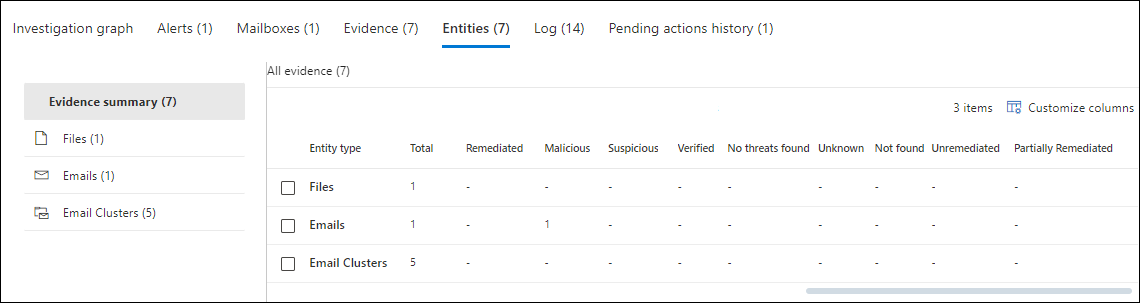 Investigation graph Alerts (1) Mailboxes (1) Evidence (7) Entities (7) Log (14) Pending actions history (1)
All evidence (7)
Evidence summary (7)
Files (1)
Emails (1)
Email Clusters (5)
3 items Customize columns
Entity type Total Remediated Malicious Suspicious Verified No threats found Unknown Not found Unremediated Partially Remediated
Files 1 - - - - - - - - -
Emails 1 - 1 - - - - - - -
Email Clusters 5 - - - - - - - - -